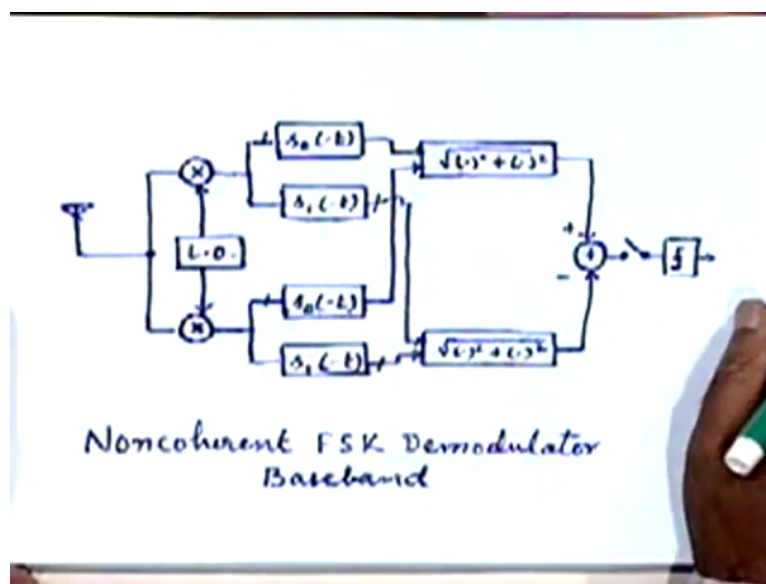 s₀(-t)
√(·)² + (·)²
s₁(-t)
L.O.
+
+
-
s₀(-t)
s₁(-t)
√(·)² + (·)²
Noncoherent FSK Demodulator
Baseband